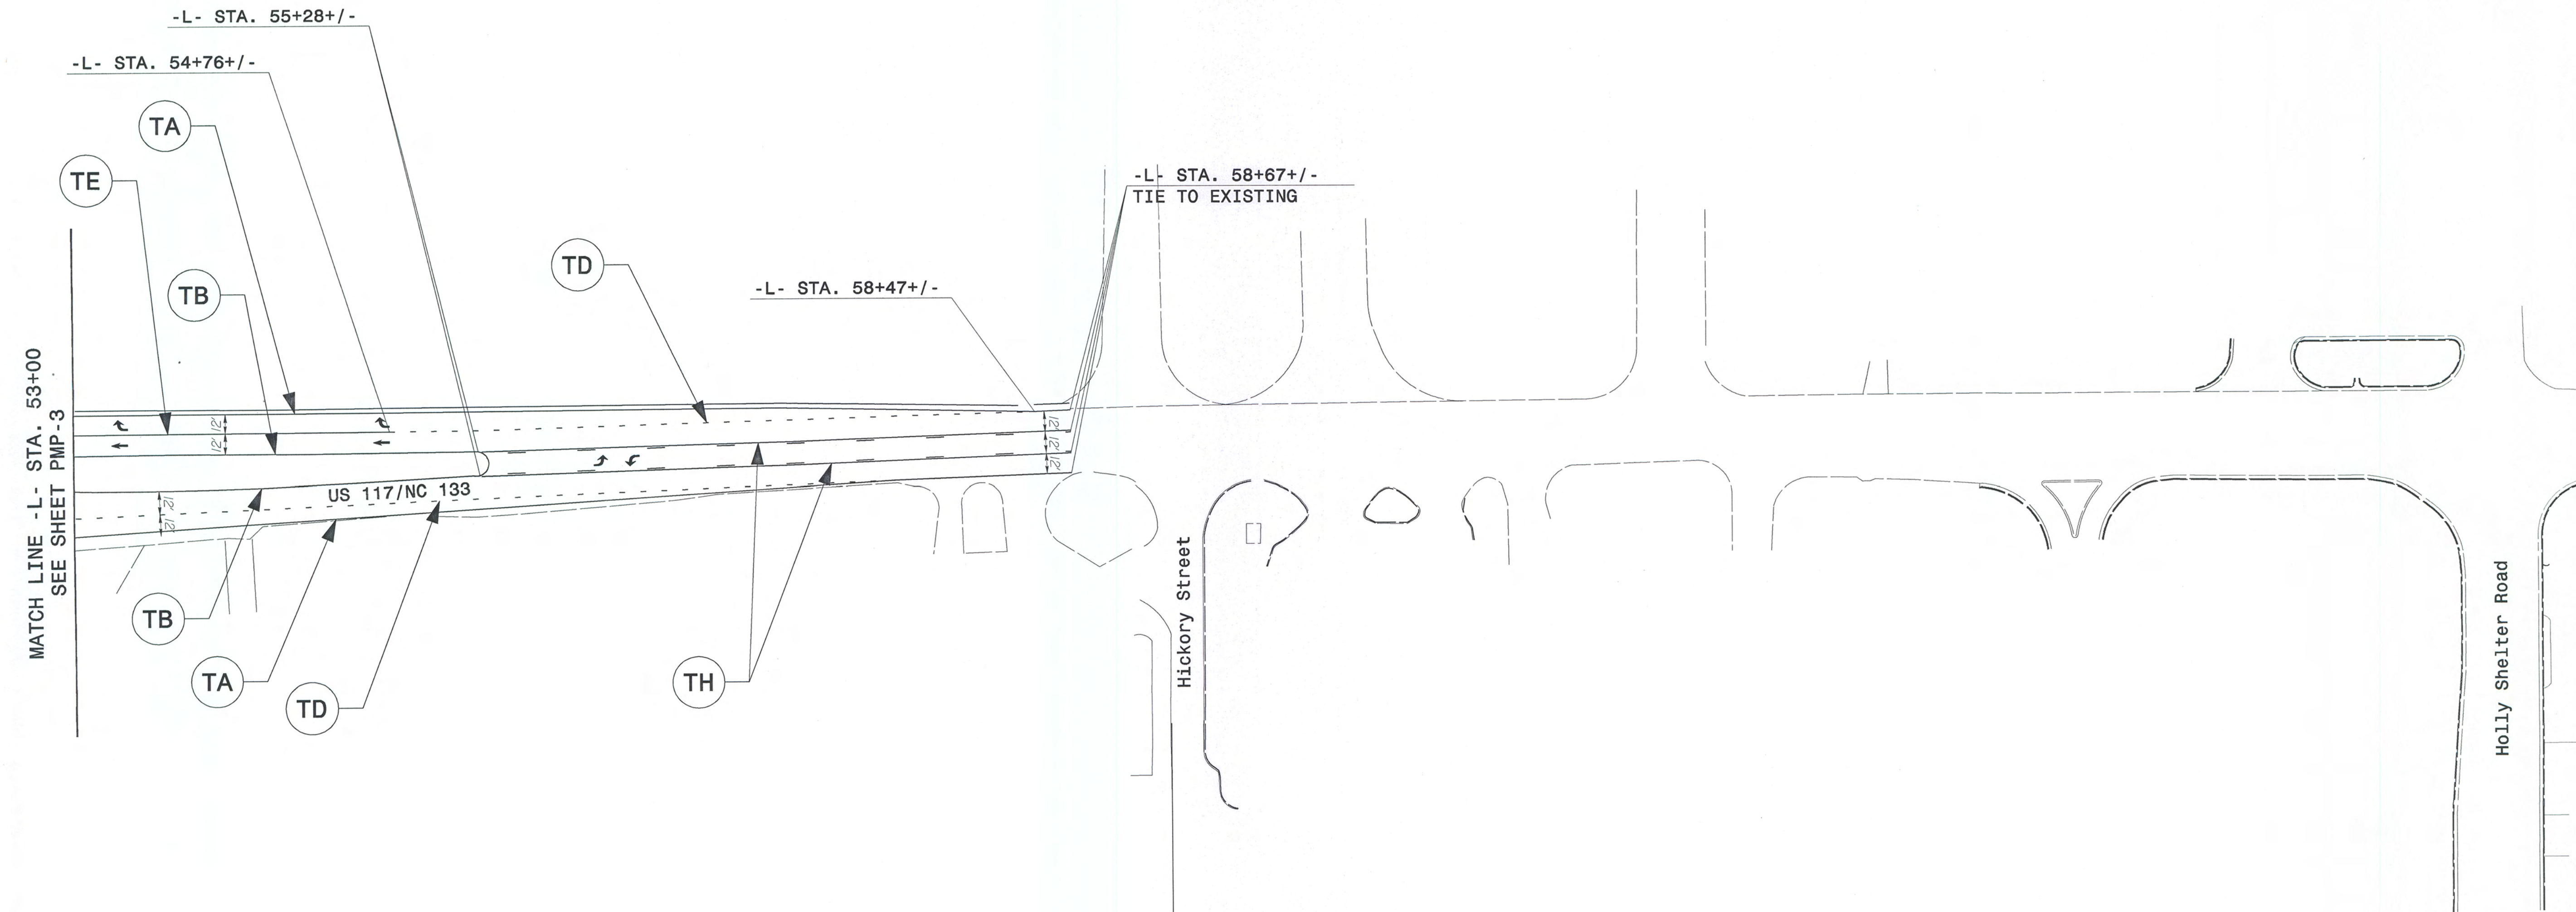 -L- STA. 55+28+/-
-L- STA. 54+76+/-
TA
TE
-L- STA. 58+67+/-
TIE TO EXISTING
TD
TB
-L- STA. 58+47+/-
MATCH LINE -L- STA. 53+00
SEE SHEET PMP-3
12'
12'
12'
12'
12'
US 117/NC 133
12'
12'
Hickory Street
Holly Shelter Road
TB
TA
TD
TH